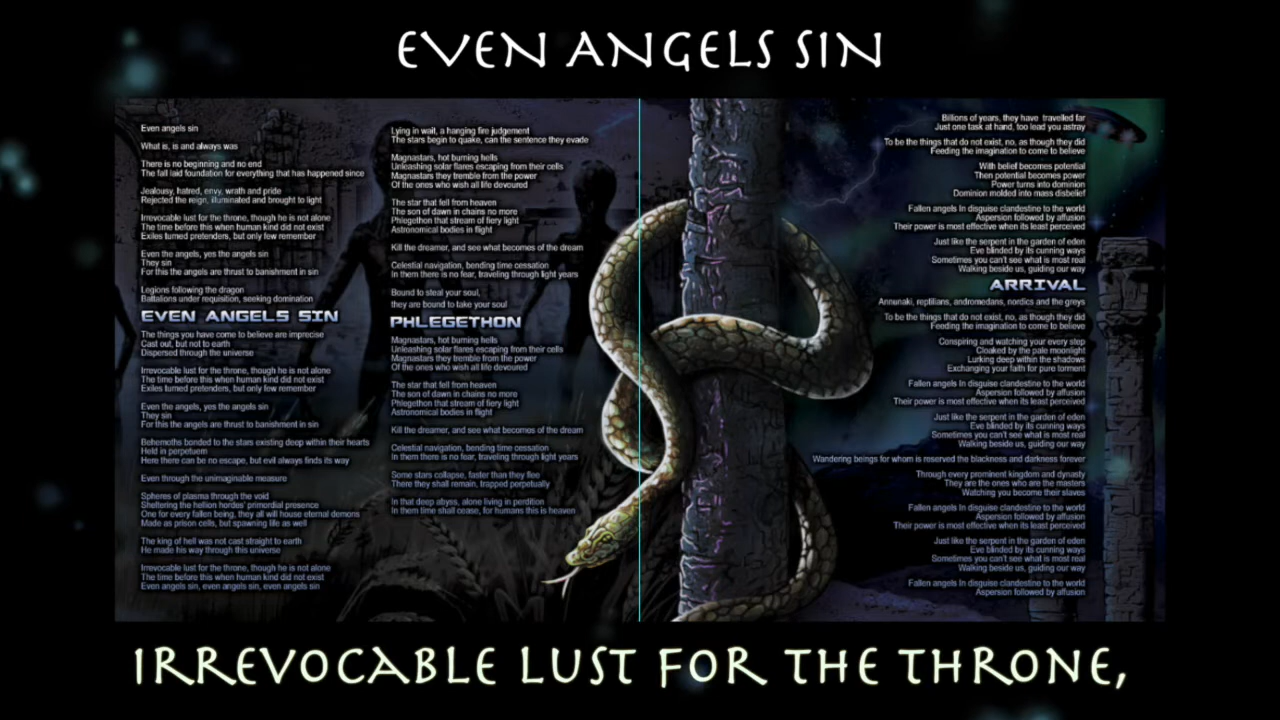 EVEN ANGELS SIN
Even angels sin
What is, is and always was
There is no beginning and no end
The fall laid foundation for everything that has happened since
Jealousy, hatred, envy, wrath and pride
Rejected the reign, illuminated and brought to light
Irrevocable lust for the throne, though he is not alone
The time before this when human kind did not exist
Exiles turned pretenders, but only few remember
Even the angels, yes the angels sin
They sin
For this the angels are thrust to banishment in sin
Legions following the dragon
Battalions under requisition, seeking domination
EVEN ANGELS SIN
The things you have come to believe are imprecise
Cast out, but not to earth
Dispersed through the universe
Irrevocable lust for the throne, though he is not alone
The time before this when human kind did not exist
Exiles turned pretenders, but only few remember
Even the angels, yes the angels sin
They sin
For this the angels are thrust to banishment in sin
Behemoths bonded to the stars existing deep within their hearts
Held in perpetuem
Here there can be no escape, but evil always finds its way
Even through the unimaginable measure
Spheres of plasma through the void
Sheltering the hellion hordes' primordial presence
One for every fallen being, they all will house eternal demons
Made as prison cells, but spawning life as well
The king of hell was not cast straight to earth
He made his way through this universe
Irrevocable lust for the throne, though he is not alone
The time before this when human kind did not exist
Even angels sin, even angels sin, even angels sin
Lying in wait, a hanging fire judgement
The stars begin to quake, can the sentence they evade
Magnastars, hot burning hells
Unleashing solar flares escaping from their cells
Magnastars they tremble from the power
Of the ones who wish all life devoured
The star that fell from heaven
The son of dawn in chains no more
Phlegethon that stream of fiery light
Astronomical bodies in flight
Kill the dreamer, and see what becomes of the dream
Celestial navigation, bending time cessation
In them there is no fear, traveling through light years
Bound to steal your soul,
they are bound to take your soul
PHLEGETHON
Magnastars, hot burning hells
Unleashing solar flares escaping from their cells
Magnastars they tremble from the power
Of the ones who wish all life devoured
The star that fell from heaven
The son of dawn in chains no more
Phlegethon that stream of fiery light
Astronomical bodies in flight
Kill the dreamer, and see what becomes of the dream
Celestial navigation, bending time cessation
In them there is no fear, traveling through light years
Some stars collapse, faster than they flee
There they shall remain, trapped perpetually
In that deep abyss, alone living in perdition
In them time shall cease, for humans this is heaven
Billions of years, they have travelled far
Just one task at hand, too lead you astray
To be the things that do not exist, no, as though they did
Feeding the imagination to come to believe
With belief becomes potential
Then potential becomes power
Power turns into dominion
Dominion molded into mass disbelief
Fallen angels In disguise clandestine to the world
Aspersion followed by affusion
Their power is most effective when its least perceived
Just like the serpent in the garden of eden
Eve blinded by its cunning ways
Sometimes you can't see what is most real
Walking beside us, guiding our way
ARRIVAL
Annunaki, reptilians, andromedans, nordics and the greys
To be the things that do not exist, no, as though they did
Feeding the imagination to come to believe
Conspiring and watching your every step
Cloaked by the pale moonlight
Lurking deep within the shadows
Exchanging your faith for pure torment
Fallen angels In disguise clandestine to the world
Aspersion followed by affusion
Their power is most effective when its least perceived
Just like the serpent in the garden of eden
Eve blinded by its cunning ways
Sometimes you can't see what is most real
Walking beside us, guiding our way
Wandering beings for whom is reserved the blackness and darkness forever
Through every prominent kingdom and dynasty
They are the ones who are the masters
Watching you become their slaves
Fallen angels In disguise clandestine to the world
Aspersion followed by affusion
Their power is most effective when its least perceived
Just like the serpent in the garden of eden
Eve blinded by its cunning ways
Sometimes you can't see what is most real
Walking beside us, guiding our way
Fallen angels In disguise clandestine to the world
Aspersion followed by affusion
IRREVOCABLE LUST FOR THE THRONE,